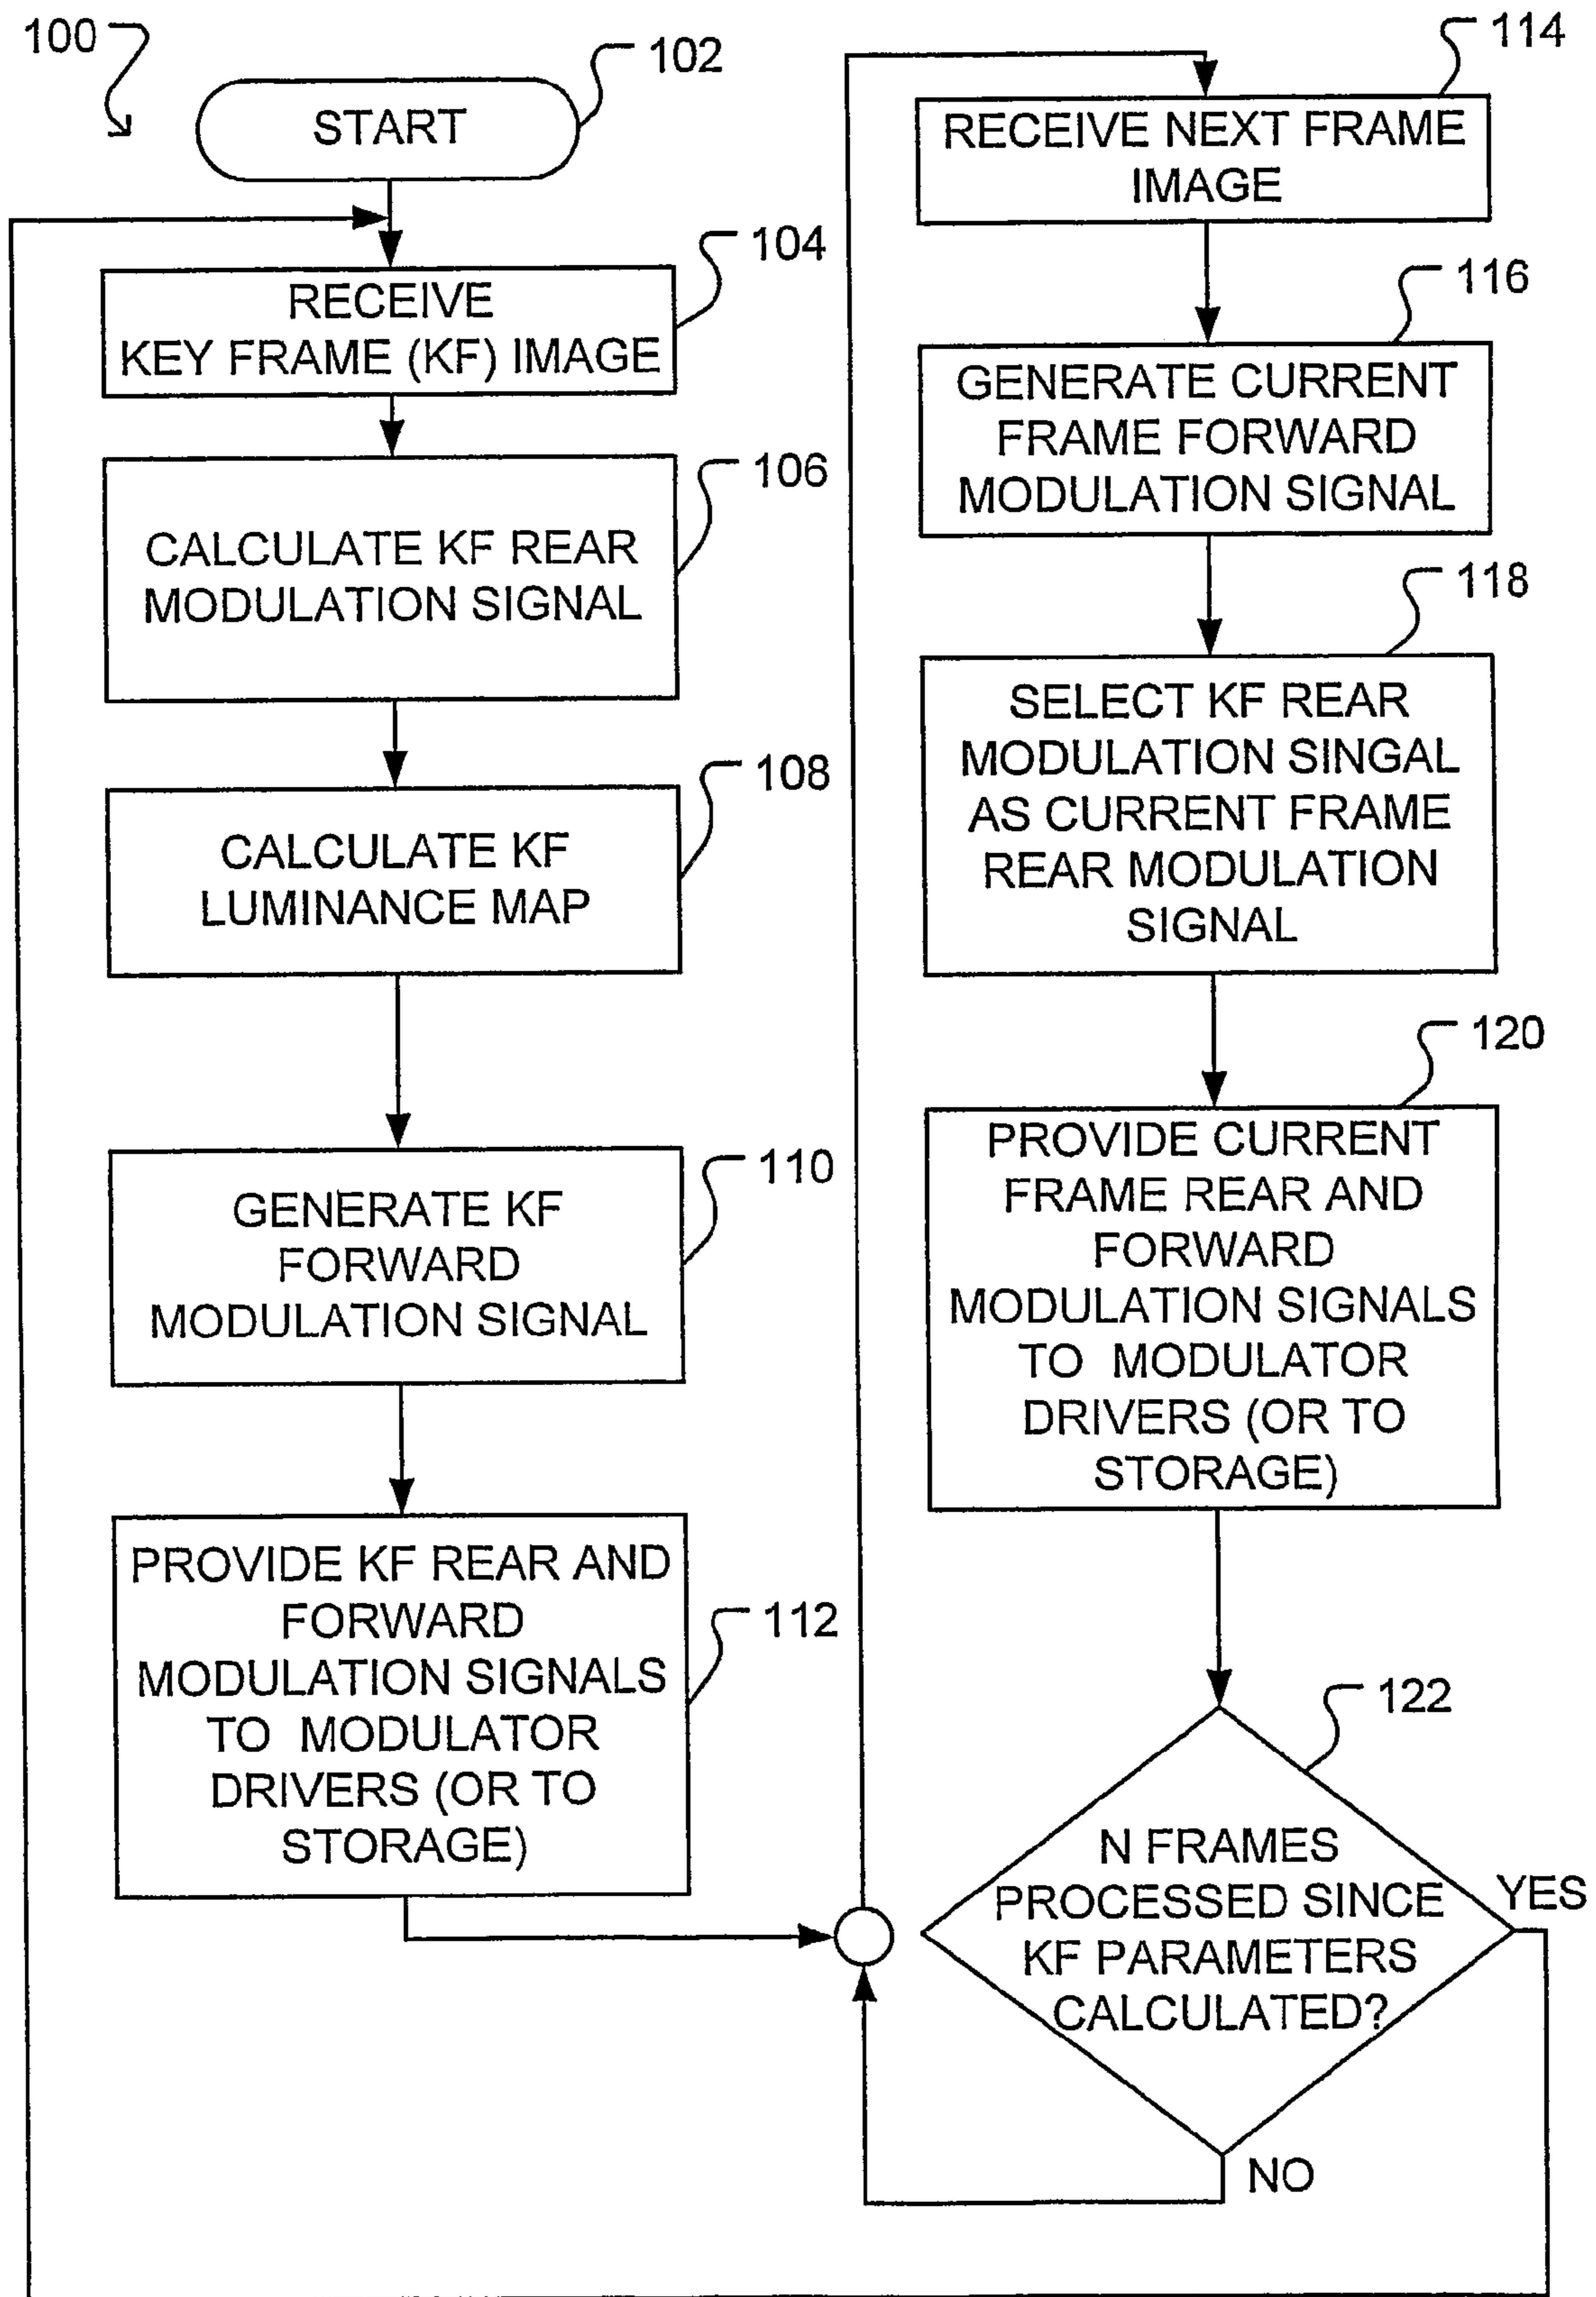 100
102
START
104
RECEIVE
KEY FRAME (KF) IMAGE
106
CALCULATE KF REAR
MODULATION SIGNAL
108
CALCULATE KF
LUMINANCE MAP
110
GENERATE KF
FORWARD
MODULATION SIGNAL
PROVIDE KF REAR AND
FORWARD
MODULATION SIGNALS
TO MODULATOR
DRIVERS (OR TO
STORAGE)
112
114
RECEIVE NEXT FRAME
IMAGE
116
GENERATE CURRENT
FRAME FORWARD
MODULATION SIGNAL
118
SELECT KF REAR
MODULATION SINGAL
AS CURRENT FRAME
REAR MODULATION
SIGNAL
120
PROVIDE CURRENT
FRAME REAR AND
FORWARD
MODULATION SIGNALS
TO MODULATOR
DRIVERS (OR TO
STORAGE)
122
N FRAMES
PROCESSED SINCE
KF PARAMETERS
CALCULATED?
YES
NO